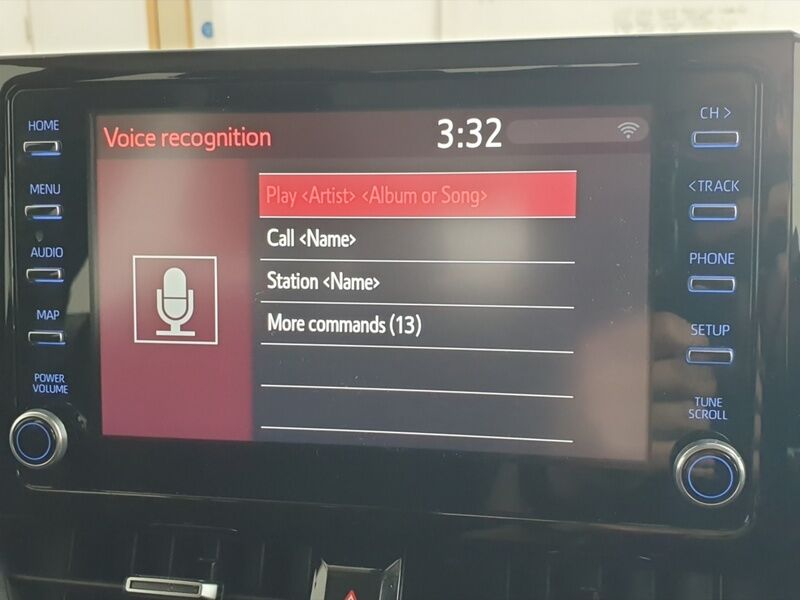 Voice recognition
3:32
Play <Artist> <Album or Song>
Call <Name>
Station <Name>
More commands (13)
HOME
MENU
AUDIO
MAP
POWER
VOLUME
CH >
<TRACK
PHONE
SETUP
TUNE
SCROLL